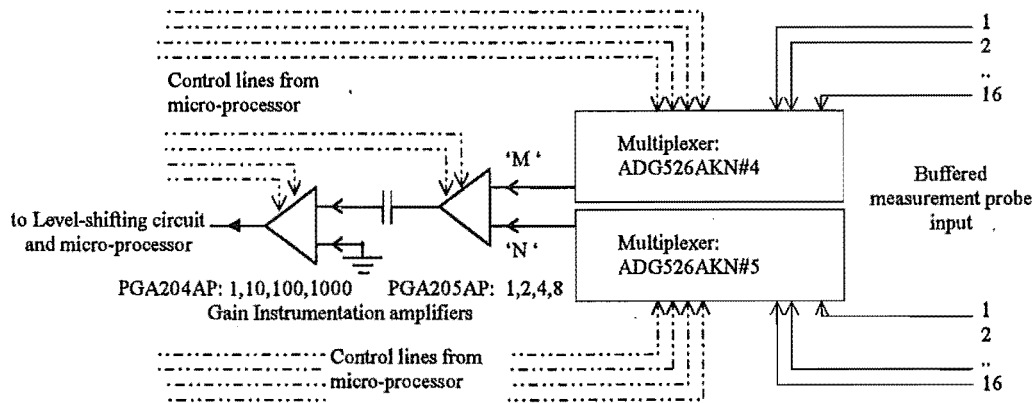 1
2
..
16
Control lines from
micro-processor
Multiplexer:
ADG526AKN#4
'M '
Buffered
measurement probe
input
to Level-shifting circuit
and micro-processor
'N '
Multiplexer:
ADG526AKN#5
PGA204AP: 1,10,100,1000 PGA205AP: 1,2,4,8
Gain Instrumentation amplifiers
1
2
..
16
Control lines from
micro-processor